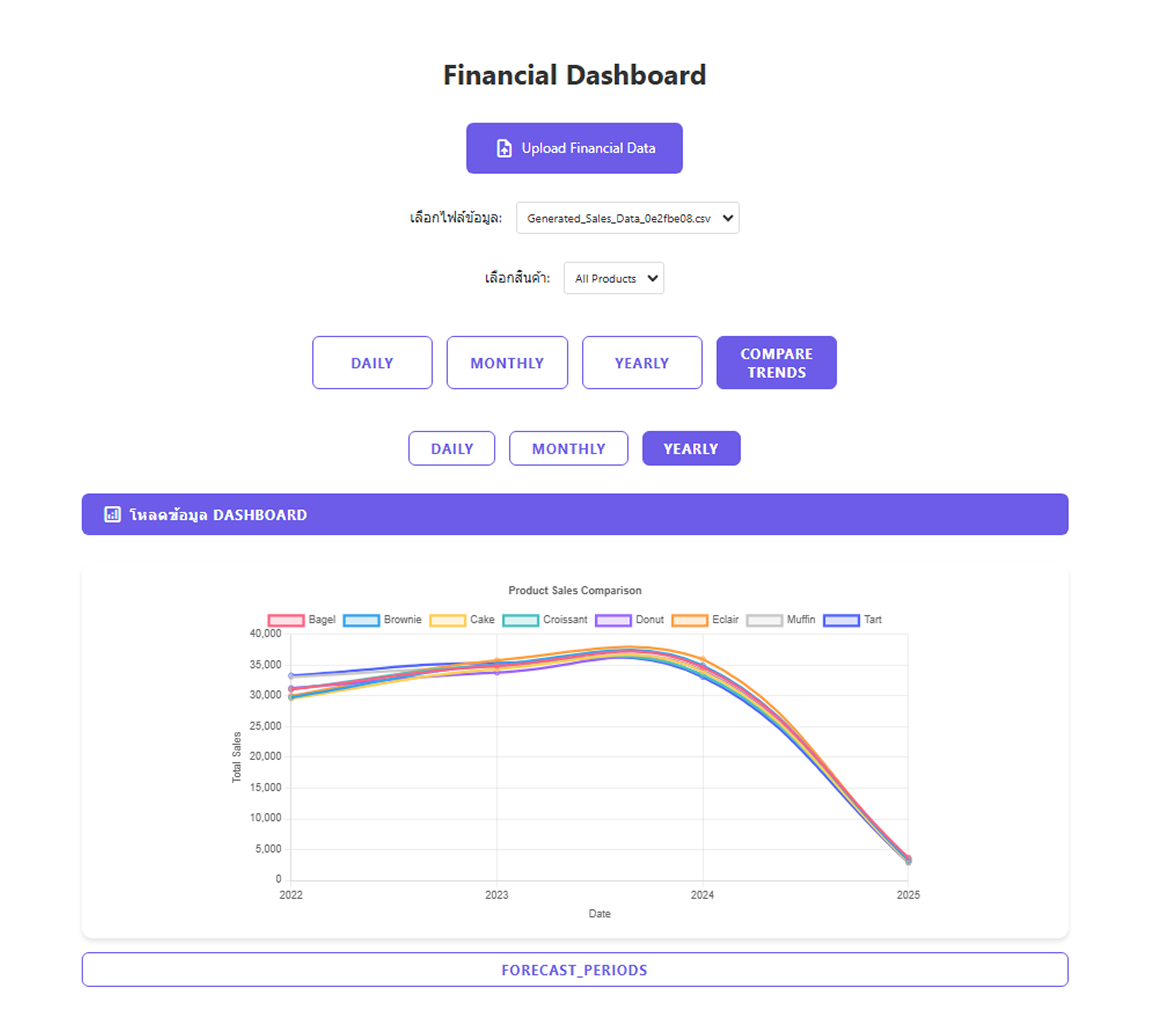 Financial Dashboard
Upload Financial Data
เลือกไฟล์ข้อมูล: Generated_Sales_Data_0e2fbe08.csv
เลือกสินค้า: All Products
DAILY MONTHLY YEARLY COMPARE TRENDS
DAILY MONTHLY YEARLY
โหลดข้อมูล DASHBOARD
Product Sales Comparison
Bagel Brownie Cake Croissant Donut Eclair Muffin Tart
40,000
35,000
30,000
25,000
20,000
15,000
10,000
5,000
0
Total Sales
2022 2023 2024 2025
Date
FORECAST_PERIODS